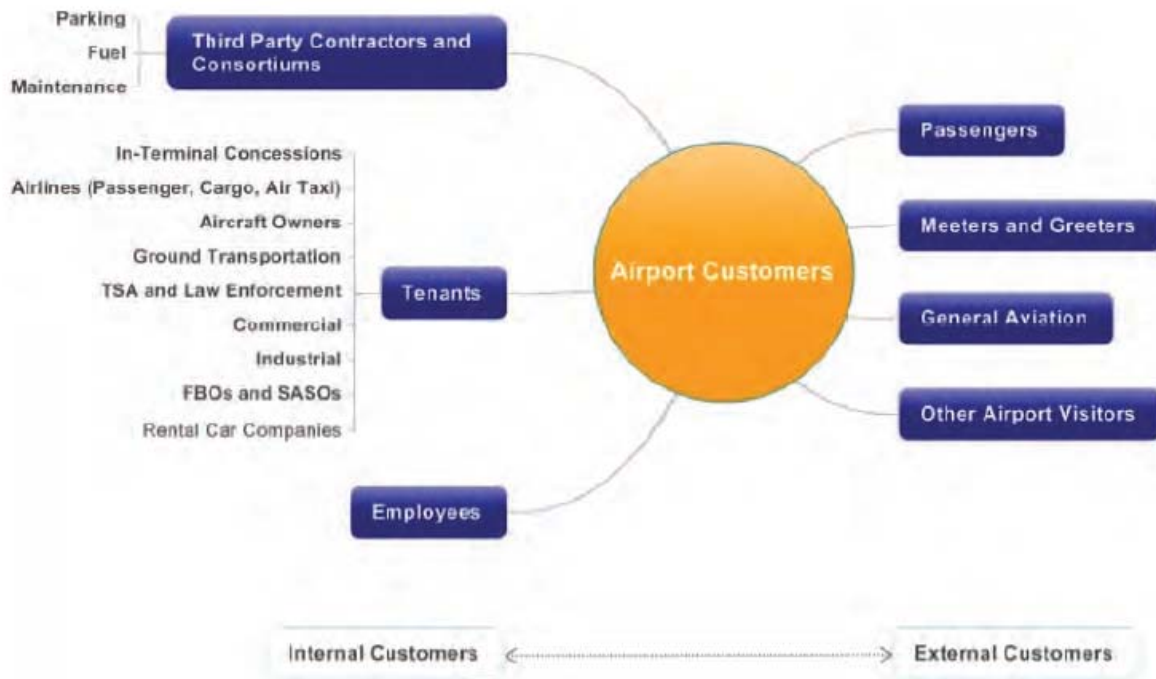 Parking
Fuel
Maintenance
Third Party Contractors and
Consortiums
In-Terminal Concessions
Airlines (Passenger, Cargo, Air Taxi)
Aircraft Owners
Ground Transportation
TSA and Law Enforcement
Commercial
Industrial
FBOs and SASOs
Rental Car Companies
Tenants
Employees
Airport Customers
Passengers
Meeters and Greeters
General Aviation
Other Airport Visitors
Internal Customers
External Customers